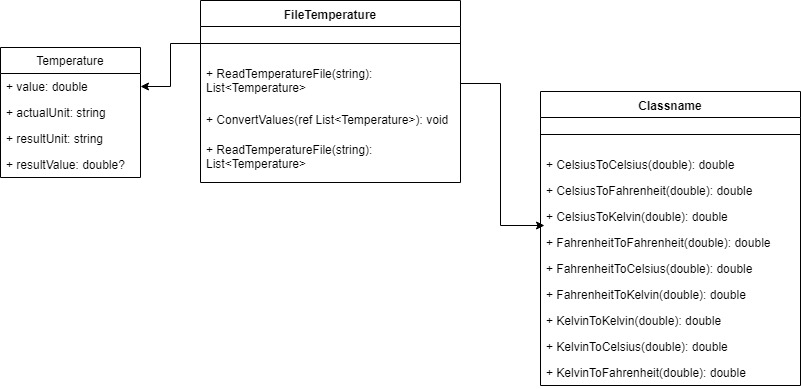 Temperature
+ value: double
+ actualUnit: string
+ resultUnit: string
+ resultValue: double?
FileTemperature
+ ReadTemperatureFile(string):
List<Temperature>
+ ConvertValues(ref List<Temperature>): void
+ ReadTemperatureFile(string):
List<Temperature>
Classname
+ CelsiusToCelsius(double): double
+ CelsiusToFahrenheit(double): double
+ CelsiusToKelvin(double): double
+ FahrenheitToFahrenheit(double): double
+ FahrenheitToCelsius(double): double
+ FahrenheitToKelvin(double): double
+ KelvinToKelvin(double): double
+ KelvinToCelsius(double): double
+ KelvinToFahrenheit(double): double